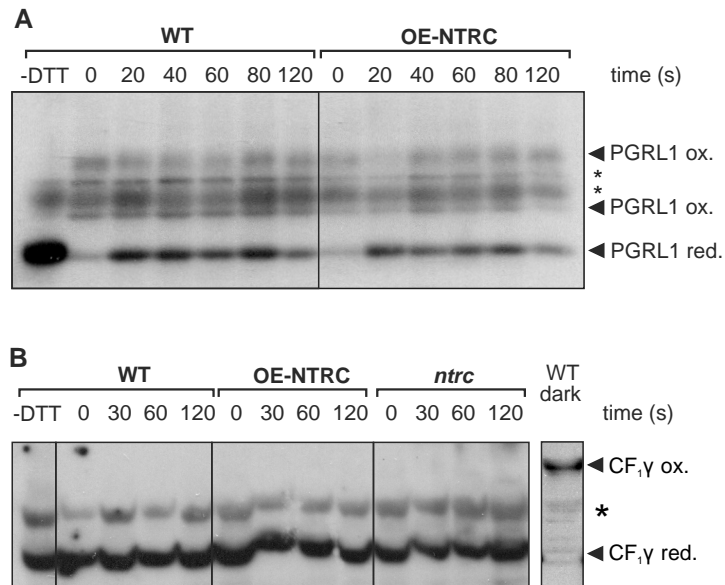 A
WT OE-NTRC
-DTT 0 20 40 60 80 120 0 20 40 60 80 120 time (s)
PGRL1 ox.
*
*
PGRL1 ox.
PGRL1 red.
B
WT OE-NTRC ntrc WT
dark
-DTT 0 30 60 120 0 30 60 120 0 30 60 120 time (s)
CF₁γ ox.
*
CF₁γ red.